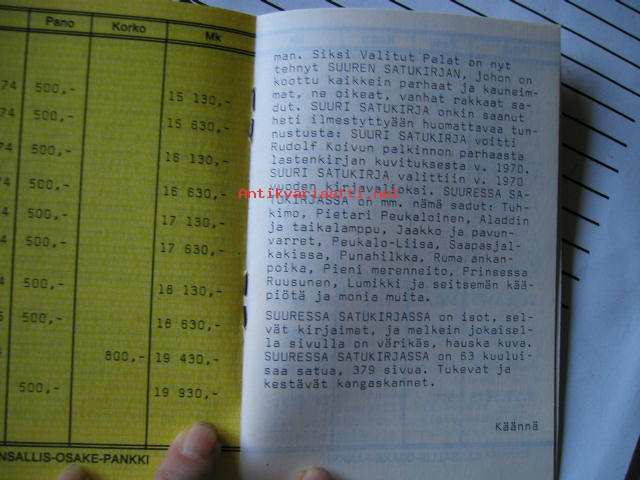 Pano Korko Mk
74 500,- 15 130,-
15 630,-
74 500,-
500,- 16 130,-
500,- 16 630,-
500,- 17 130,-
500,- 17 630,-
500,- 18 130,-
500,- 18 630,-
800,- 19 430,-
500,- 19 930,-
NSALLIS-OSAKE-PANKKI
man. Siksi Valitut Palat on nyt
tehnyt SUUREN SATUKIRJAN, johon on
koottu kaikkein parhaat ja kauneim-
mat, ne oikeat, vanhat rakkaat sa-
dut. SUURI SATUKIRJA onkin saanut
heti ilmestyttyään huomattavaa tun-
nustusta: SUURI SATUKIRJA voitti
Rudolf Koivun palkinnon parhaasta
lastenkirjan kuvituksesta v. 1970.
SUURI SATUKIRJA valittiin v. 1970
Antikvariaatti.net
vuoden kirjavalioksi. SUURESSA SA-
TUKIRJASSA on mm. nämä sadut: Tuh-
kimo, Pietari Peukaloinen, Aladdin
ja taikalamppu, Jaakko ja pavun-
varret, Peukalo-Liisa, Saapasjal-
kakissa, Punahilkka, Ruma ankan-
poika, Pieni merenneito, Prinsessa
Ruusunen, Lumikki ja seitsemän kää-
piötä ja monia muita.
SUURESSA SATUKIRJASSA on isot, sel-
vät kirjaimet, ja melkein jokaisel-
la sivulla on värikäs, hauska kuva.
SUURESSA SATUKIRJASSA on 63 kuului-
saa satua, 379 sivua. Tukevat ja
kestävät kangaskannet.
Käännä